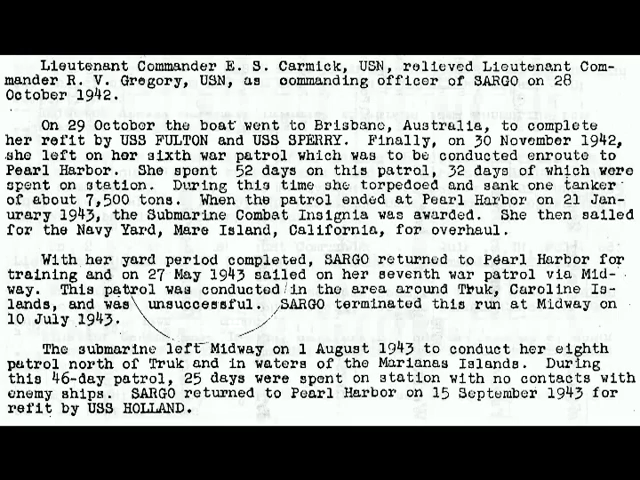 Lieutenant Commander E. S. Carmick, USN, relieved Lieutenant Com-
mander R. V. Gregory, USN, as commanding officer of SARGO on 28
October 1942.
On 29 October the boat went to Brisbane, Australia, to complete
her refit by USS FULTON and USS SPERRY. Finally, on 30 November 1942,
she left on her sixth war patrol which was to be conducted enroute to
Pearl Harbor. She spent 52 days on this patrol, 32 days of which were
spent on station. During this time she torpedoed and sank one tanker
of about 7,500 tons. When the patrol ended at Pearl Harbor on 21 Jan-
urary 1943, the Submarine Combat Insignia was awarded. She then sailed
for the Navy Yard, Mare Island, California, for overhaul.
With her yard period completed, SARGO returned to Pearl Harbor for
training and on 27 May 1943 sailed on her seventh war patrol via Mid-
way. This patrol was conducted in the area around Truk, Caroline Is-
lands, and was unsuccessful. SARGO terminated this run at Midway on
10 July 1943.
The submarine left Midway on 1 August 1943 to conduct her eighth
patrol north of Truk and in waters of the Marianas Islands. During
this 46-day patrol, 25 days were spent on station with no contacts with
enemy ships. SARGO returned to Pearl Harbor on 15 September 1943 for
refit by USS HOLLAND.